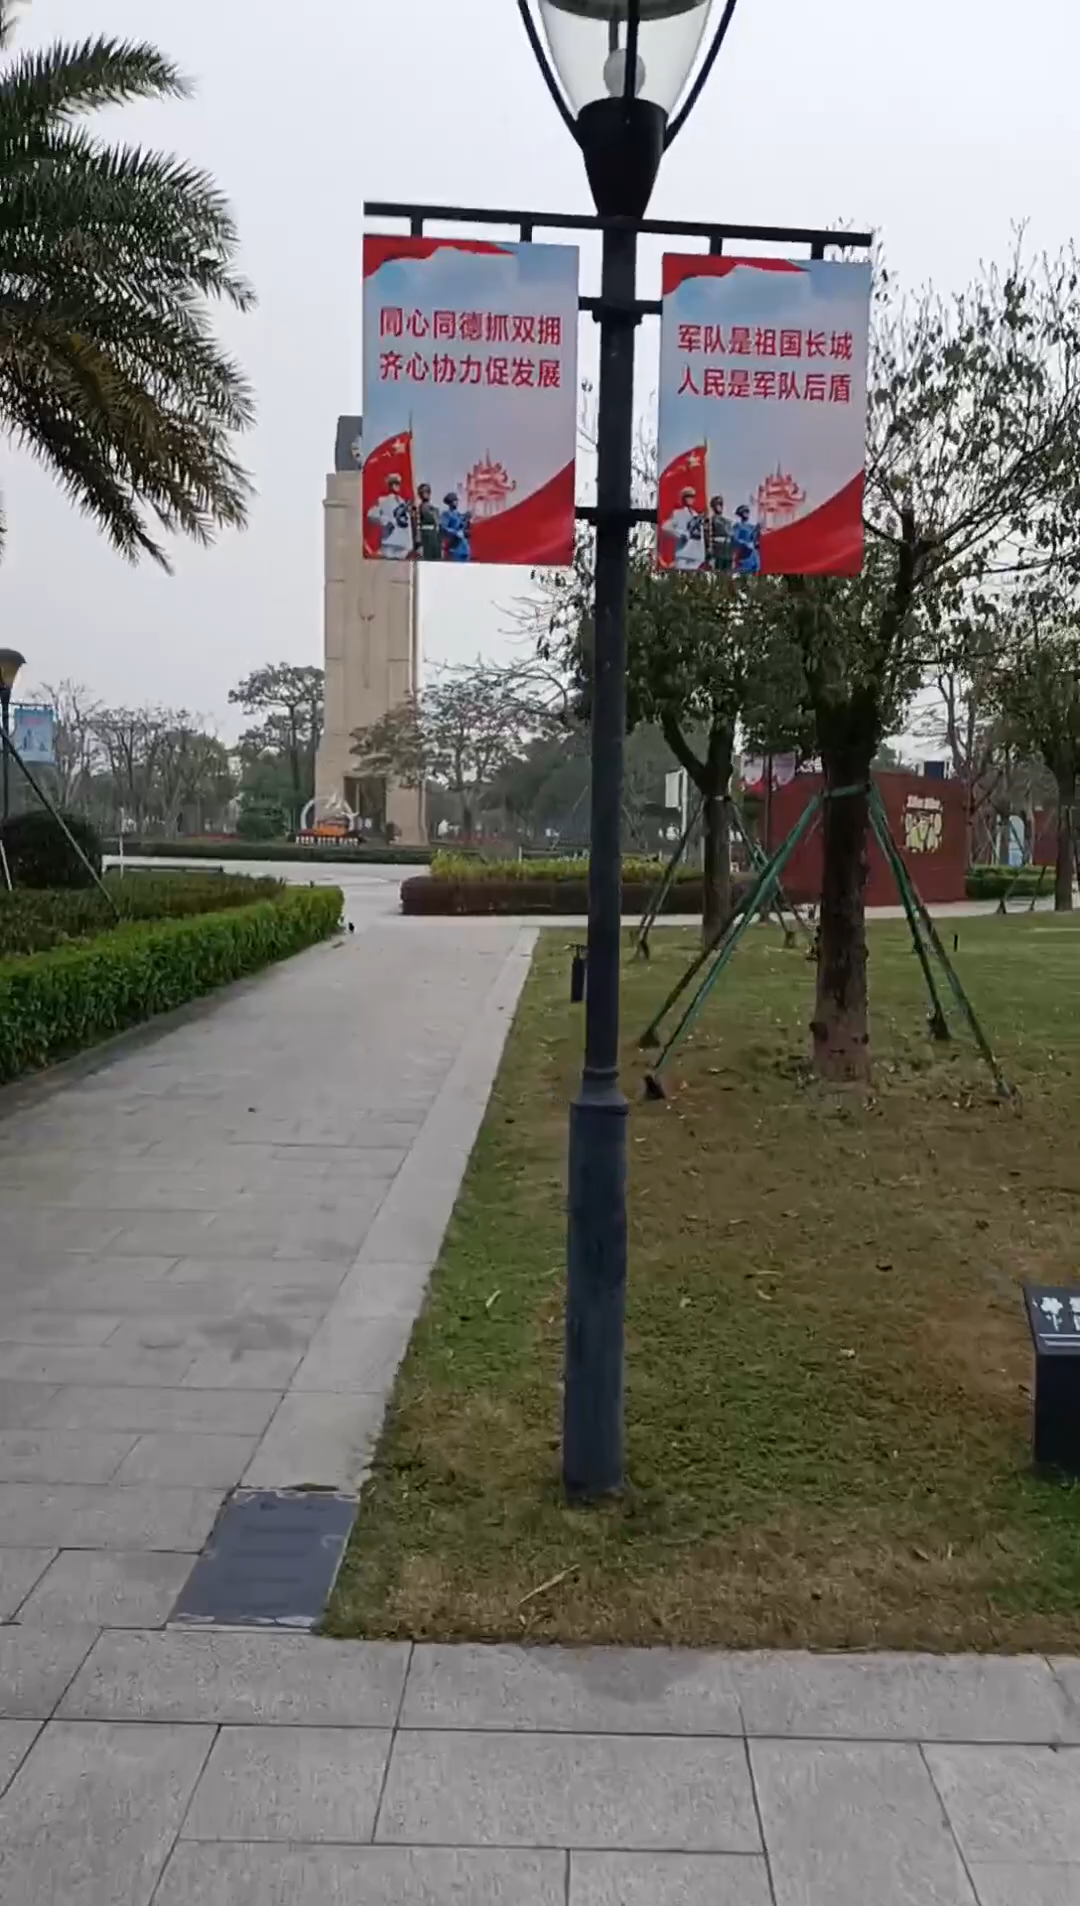 同心同德抓双拥
齐心协力促发展
军队是祖国长城
人民是军队后盾